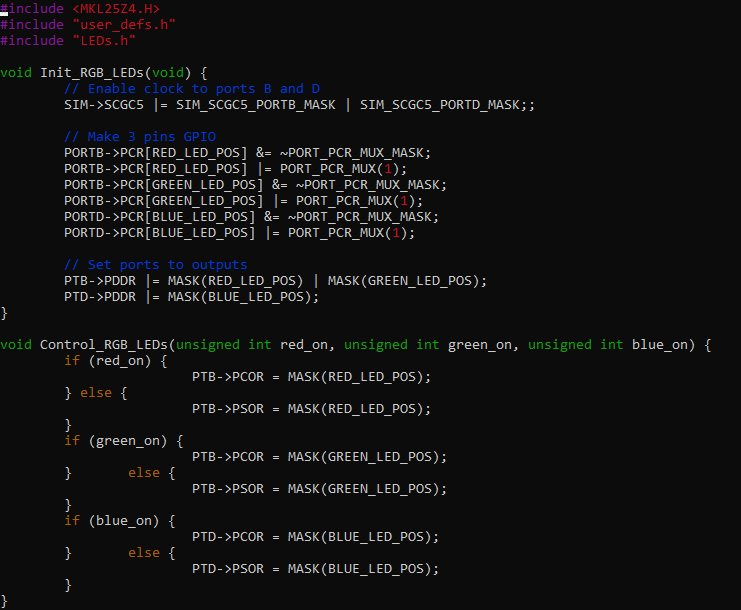 #include <MKL25Z4.H>
#include "user_defs.h"
#include "LEDs.h"

void Init_RGB_LEDs(void) {
        // Enable clock to ports B and D
        SIM->SCGC5 |= SIM_SCGC5_PORTB_MASK | SIM_SCGC5_PORTD_MASK;;

        // Make 3 pins GPIO
        PORTB->PCR[RED_LED_POS] &= ~PORT_PCR_MUX_MASK;
        PORTB->PCR[RED_LED_POS] |= PORT_PCR_MUX(1);
        PORTB->PCR[GREEN_LED_POS] &= ~PORT_PCR_MUX_MASK;
        PORTB->PCR[GREEN_LED_POS] |= PORT_PCR_MUX(1);
        PORTD->PCR[BLUE_LED_POS] &= ~PORT_PCR_MUX_MASK;
        PORTD->PCR[BLUE_LED_POS] |= PORT_PCR_MUX(1);

        // Set ports to outputs
        PTB->PDDR |= MASK(RED_LED_POS) | MASK(GREEN_LED_POS);
        PTD->PDDR |= MASK(BLUE_LED_POS);
}

void Control_RGB_LEDs(unsigned int red_on, unsigned int green_on, unsigned int blue_on) {
        if (red_on) {
                        PTB->PCOR = MASK(RED_LED_POS);
        } else {
                        PTB->PSOR = MASK(RED_LED_POS);
        }
        if (green_on) {
                        PTB->PCOR = MASK(GREEN_LED_POS);
        }       else {
                        PTB->PSOR = MASK(GREEN_LED_POS);
        }
        if (blue_on) {
                        PTD->PCOR = MASK(BLUE_LED_POS);
        }       else {
                        PTD->PSOR = MASK(BLUE_LED_POS);
        }
}